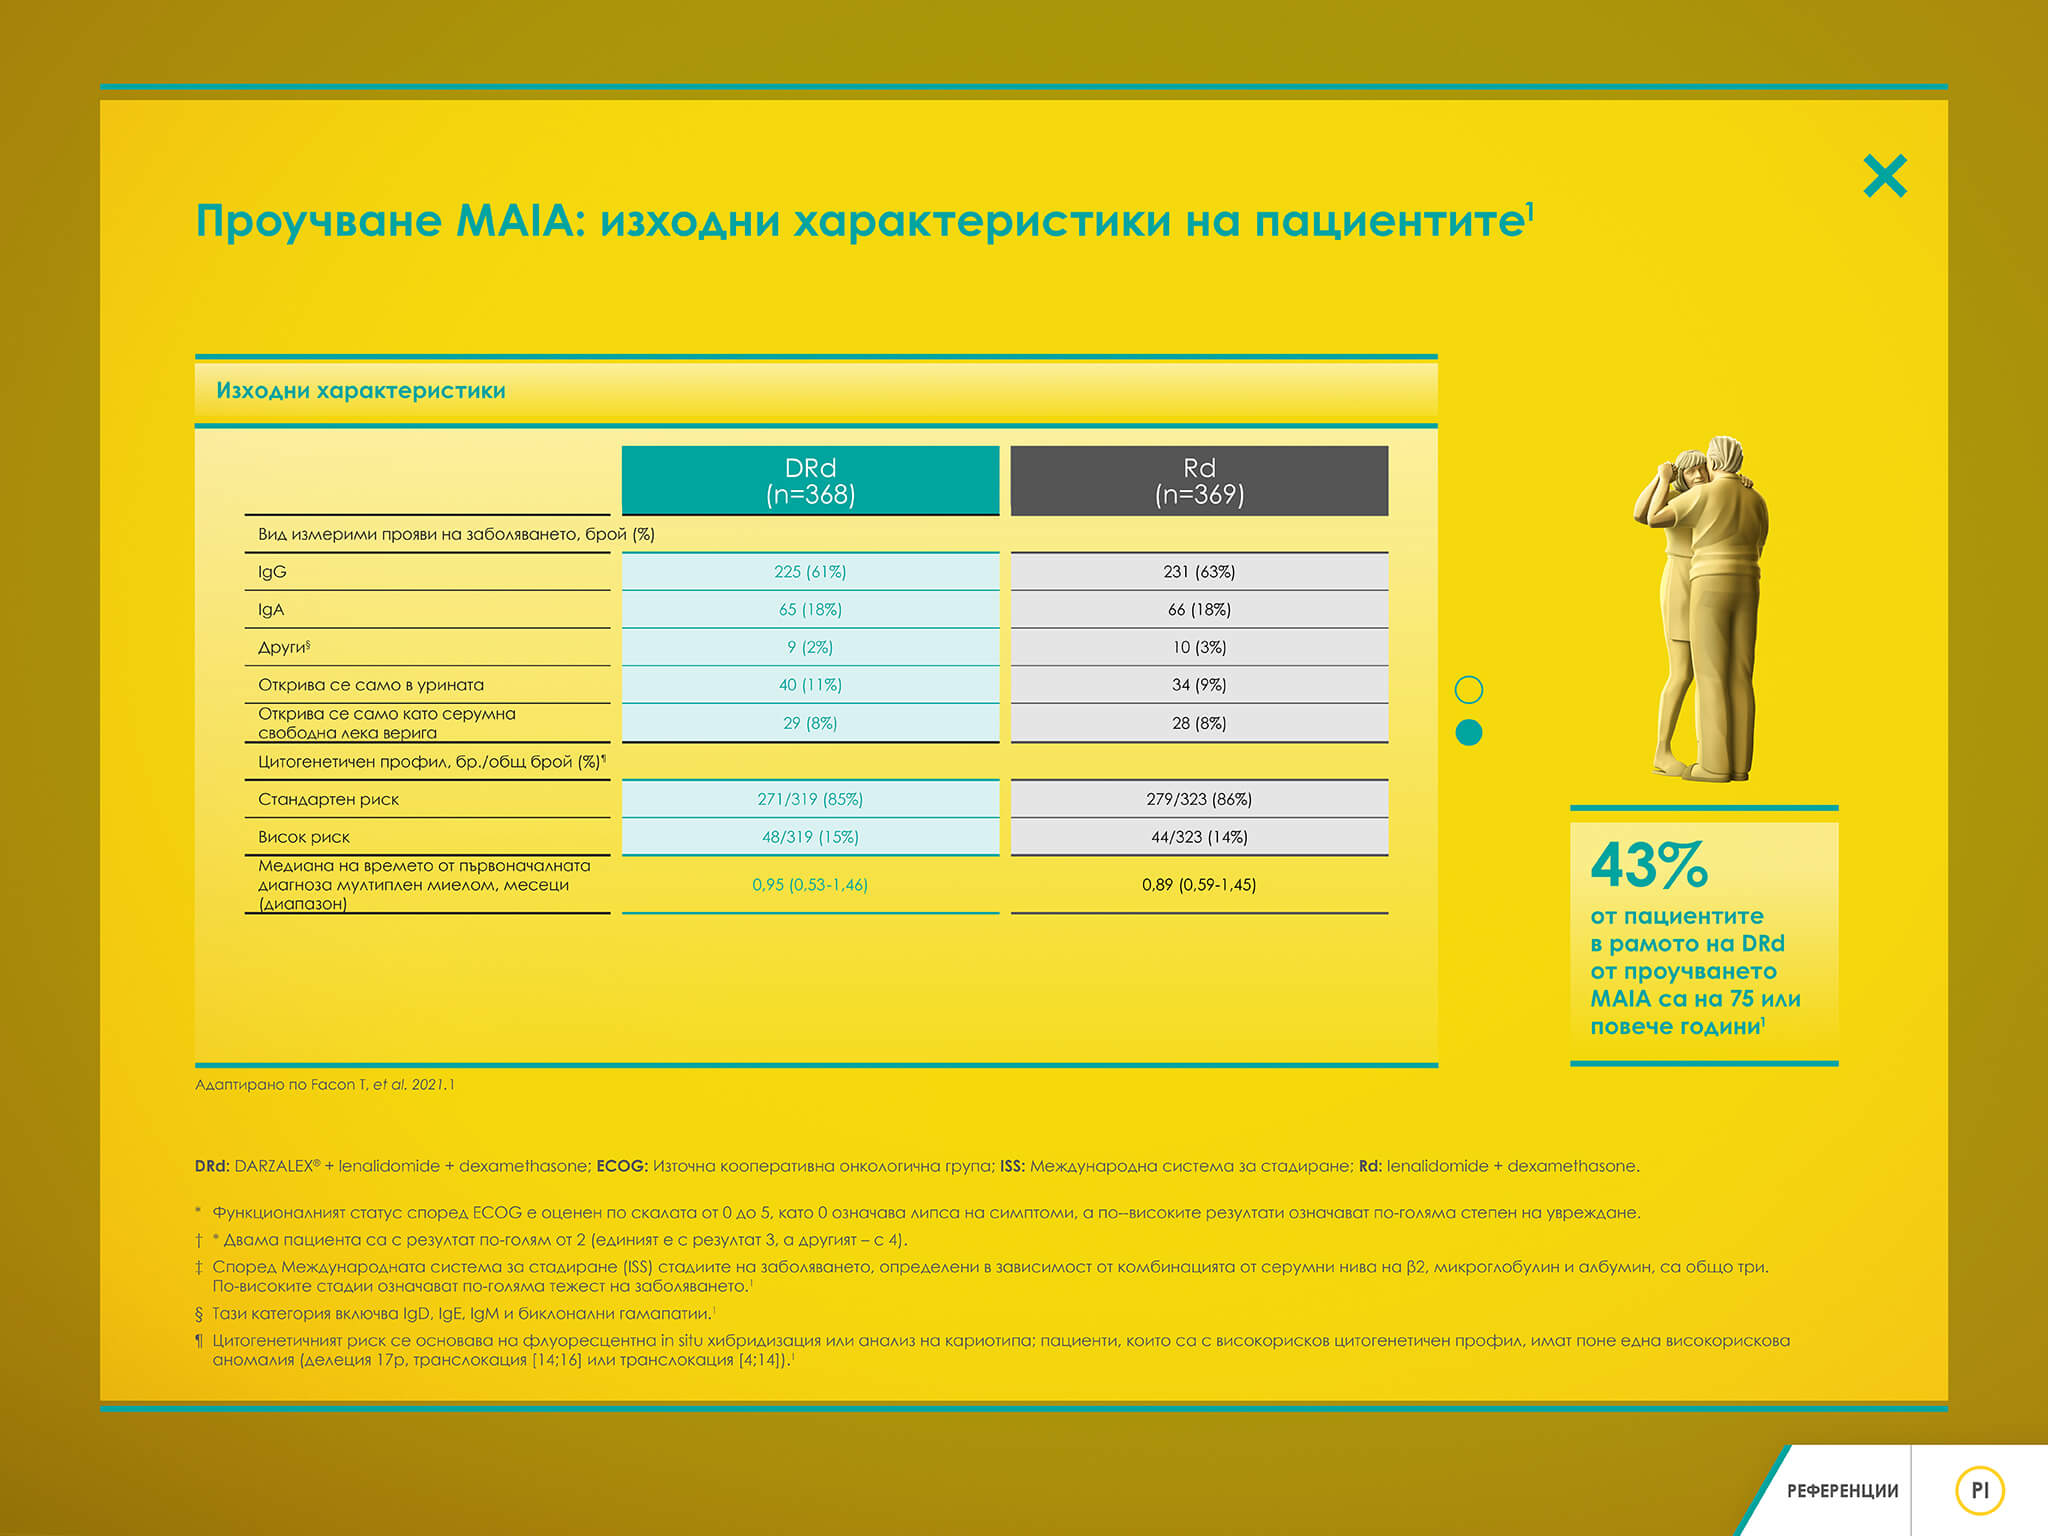 Проучване MAIA: изходни характеристики на пациентите¹
Изходни характеристики
DRd
(n=368)
Rd
(n=369)
Вид измерими прояви на заболяването, брой (%)
IgG 225 (61%) 231 (63%)
IgA 65 (18%) 66 (18%)
Други§ 9 (2%) 10 (3%)
Открива се само в урината 40 (11%) 34 (9%)
Открива се само като серумна
свободна лека верига 29 (8%) 28 (8%)
Цитогенетичен профил, бр./общ брой (%)¶
Стандартен риск 271/319 (85%) 279/323 (86%)
Висок риск 48/319 (15%) 44/323 (14%)
Медиана на времето от първоначалната
диагноза мултиплен миелом, месеци 0,95 (0,53-1,46) 0,89 (0,59-1,45)
(диапазон)
43%
от пациентите
в рамото на DRd
от проучването
MAIA са на 75 или
повече години¹
Адаптирано по Facon T, et al. 2021.1
DRd: DARZALEX® + lenalidomide + dexamethasone; ECOG: Източна кооперативна онкологична група; ISS: Международна система за стадиране; Rd: lenalidomide + dexamethasone.
* Функционалният статус според ECOG е оценен по скалата от 0 до 5, като 0 означава липса на симптоми, а по--високите резултати означават по-голяма степен на увреждане.
† * Двама пациента са с резултат по-голям от 2 (единият е с резултат 3, а другият – с 4).
‡ Според Международната система за стадиране (ISS) стадиите на заболяването, определени в зависимост от комбинацията от серумни нива на β2, микроглобулин и албумин, са общо три.
По-високите стадии означават по-голяма тежест на заболяването.¹
§ Тази категория включва IgD, IgE, IgM и биклонални гамапатии.¹
¶ Цитогенетичният риск се основава на флуоресцентна in situ хибридизация или анализ на кариотипа; пациенти, които са с високорисков цитогенетичен профил, имат поне една високорискова
аномалия (делеция 17p, транслокация [14;16] или транслокация [4;14]).¹
РЕФЕРЕНЦИИ
PI